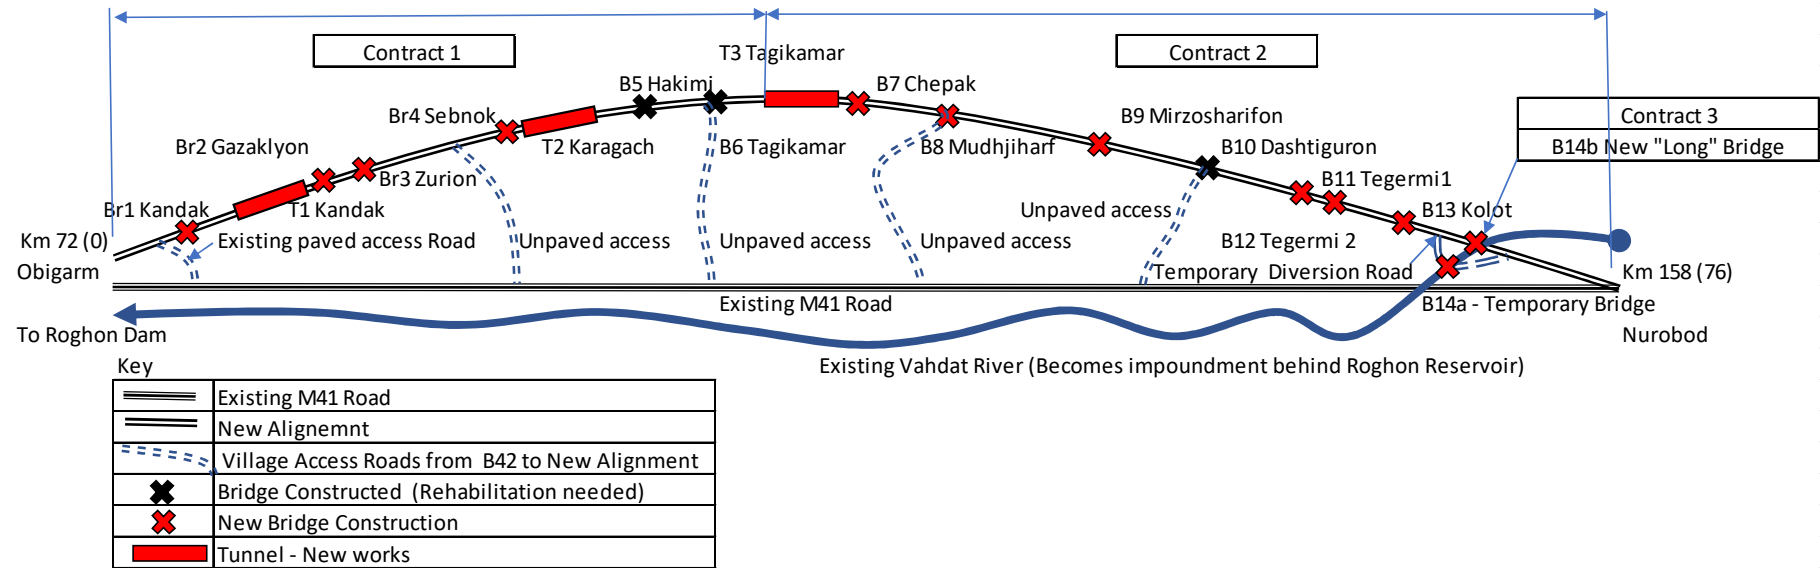 Contract 1
T3 Tagikamar
Contract 2
B5 Hakimi
B7 Chepak
Br4 Sebnok
B9 Mirzosharifon
Contract 3
Br2 Gazaklyon
T2 Karagach
B6 Tagikamar
B8 Mudhjiharf
B10 Dashtiguron
B14b New "Long" Bridge
Br3 Zurion
B11 Tegermi1
Br1 Kandak
T1 Kandak
Unpaved access
B13 Kolot
Km 72 (0)
Existing paved access Road
Unpaved access
Unpaved access
Unpaved access
B12 Tegermi 2
Obigarm
Temporary Diversion Road
Km 158 (76)
Existing M41 Road
B14a - Temporary Bridge
To Roghon Dam
Nurobod
Existing Vahdat River (Becomes impoundment behind Roghon Reservoir)
Key
Existing M41 Road
New Alignemnt
Village Access Roads from B42 to New Alignment
Bridge Constructed (Rehabilitation needed)
New Bridge Construction
Tunnel - New works